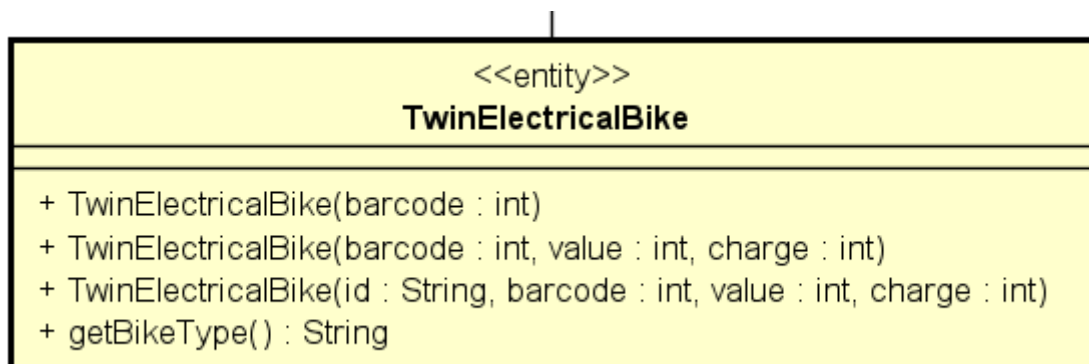 <<entity>>
TwinElectricalBike
+ TwinElectricalBike(barcode : int)
+ TwinElectricalBike(barcode : int, value : int, charge : int)
+ TwinElectricalBike(id : String, barcode : int, value : int, charge : int)
+ getBikeType() : String